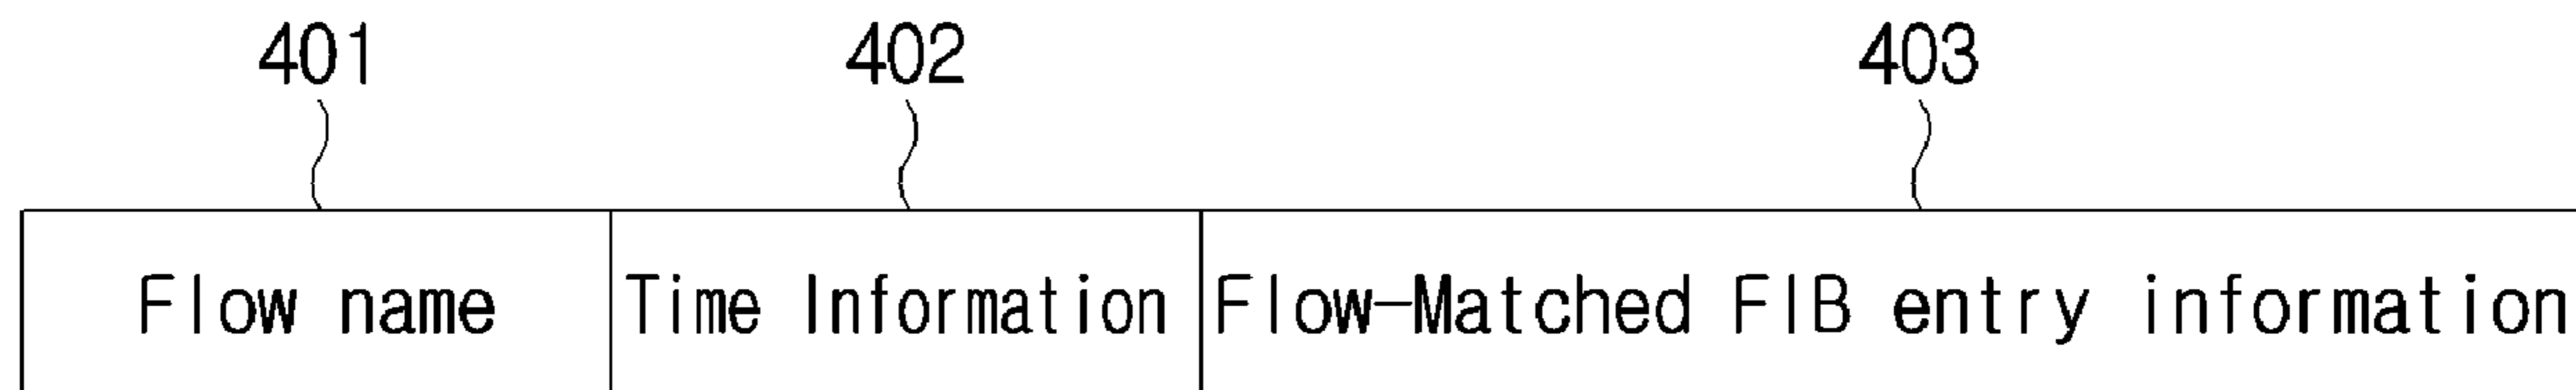 401 402 403
Flow name Time Information Flow-Matched FIB entry information